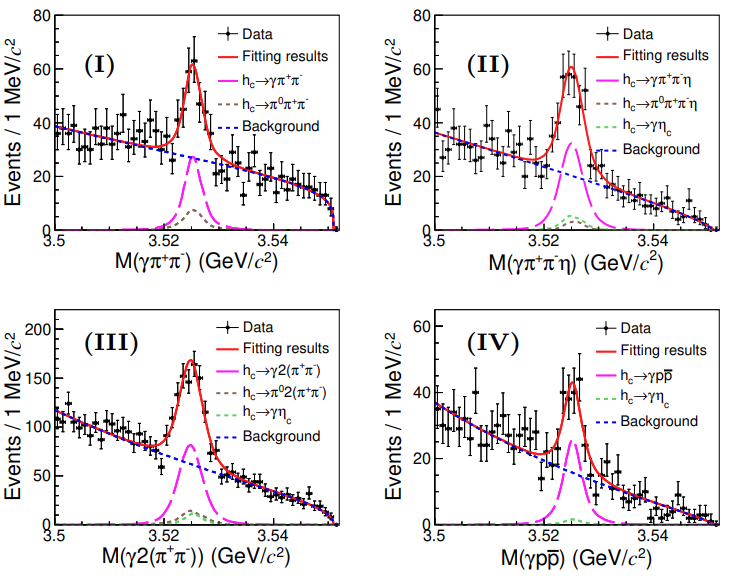 80
60
40
20
0
Events / 1 MeV/c²
(I)
Data
Fitting results
h_c→γπ⁺π⁻
h_c→π⁰π⁺π⁻
Background
3.5
3.52
3.54
M(γπ⁺π⁻) (GeV/c²)
80
60
40
20
0
Events / 1 MeV/c²
(II)
Data
Fitting results
h_c→γπ⁺π⁻η
h_c→π⁰π⁺π⁻η
h_c→γη_c
Background
3.5
3.52
3.54
M(γπ⁺π⁻η) (GeV/c²)
200
150
100
50
0
Events / 1 MeV/c²
(III)
Data
Fitting results
h_c→γ2(π⁺π⁻)
h_c→π⁰2(π⁺π⁻)
h_c→γη_c
Background
3.5
3.52
3.54
M(γ2(π⁺π⁻)) (GeV/c²)
60
40
20
0
Events / 1 MeV/c²
(IV)
Data
Fitting results
h_c→γpp̅
h_c→γη_c
Background
3.5
3.52
3.54
M(γpp̅) (GeV/c²)